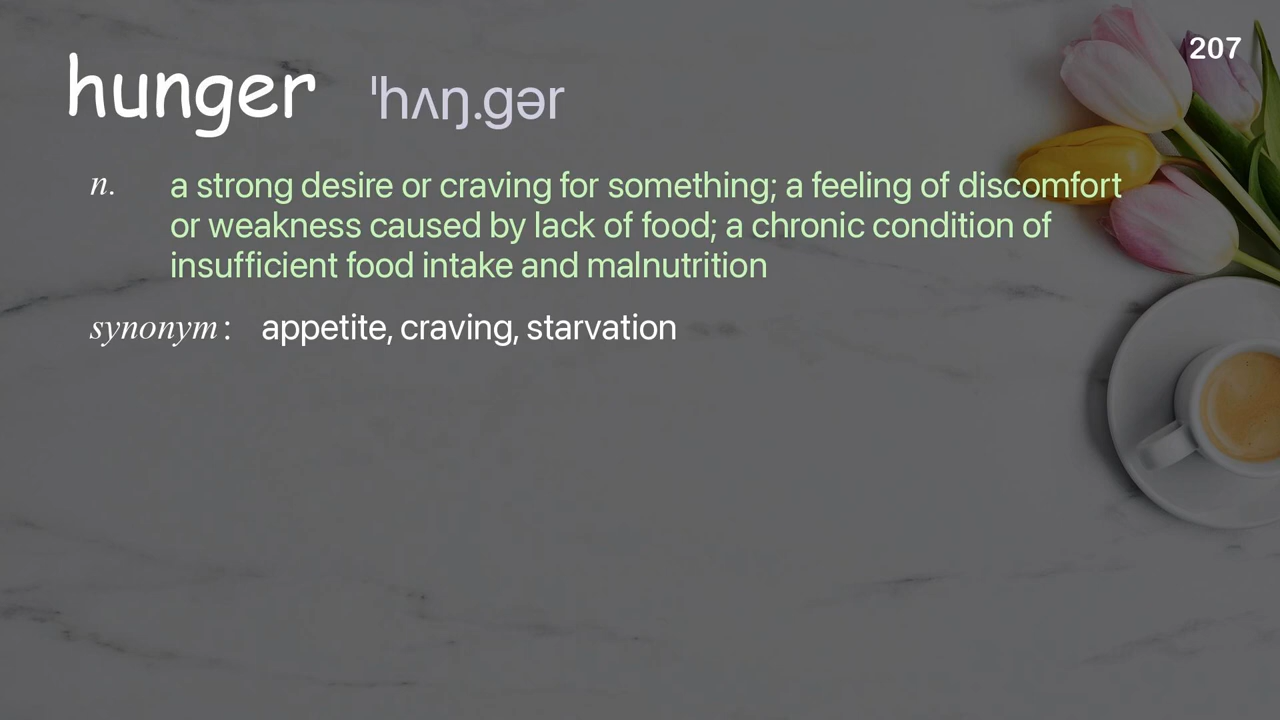 207
hunger ˈhʌŋ.gər
n. a strong desire or craving for something; a feeling of discomfort
or weakness caused by lack of food; a chronic condition of
insufficient food intake and malnutrition
synonym: appetite, craving, starvation